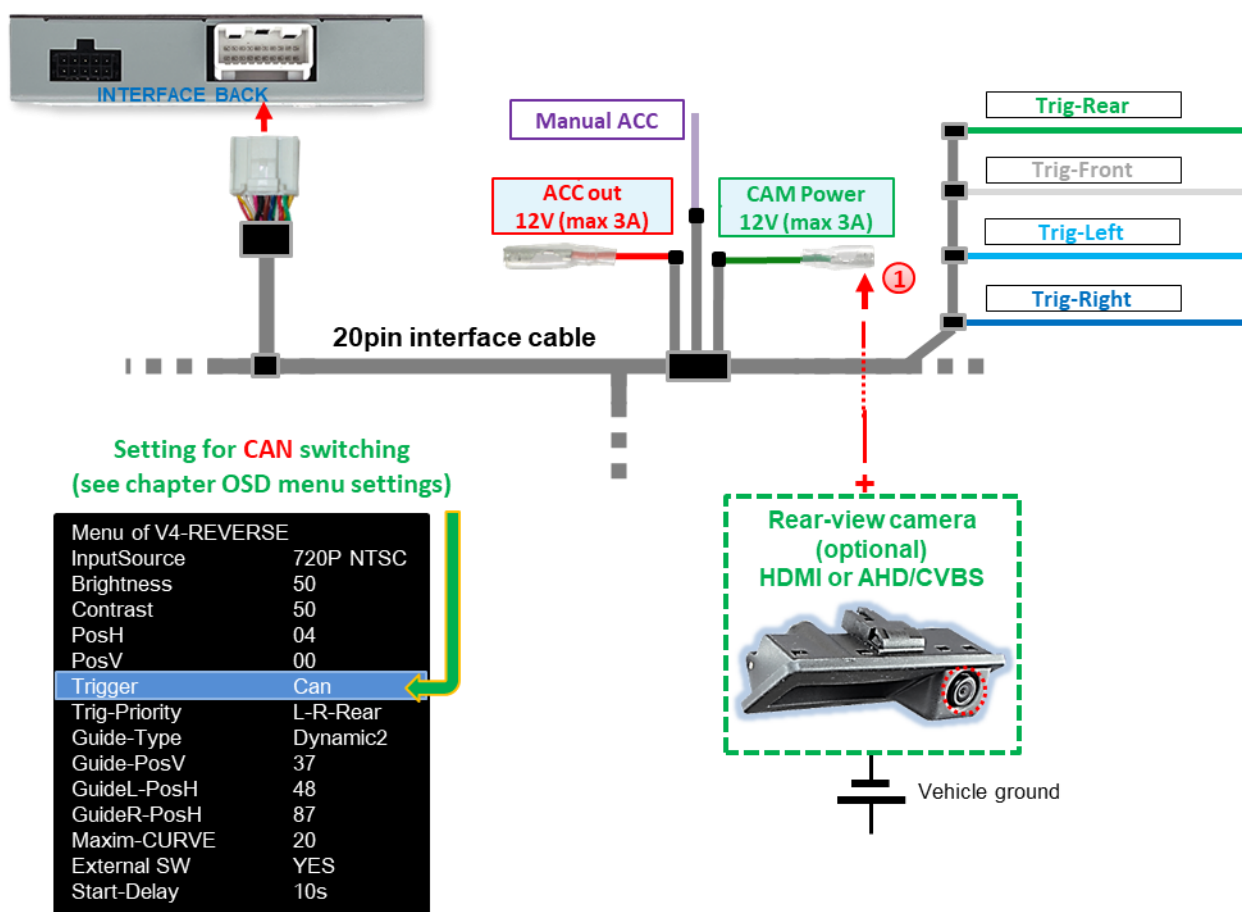 INTERFACE BACK
Manual ACC
ACC out
12V (max 3A)
CAM Power
12V (max 3A)
Trig-Rear
Trig-Front
Trig-Left
Trig-Right
1
20pin interface cable
Setting for CAN switching
(see chapter OSD menu settings)
Menu of V4-REVERSE
InputSource 720P NTSC
Brightness 50
Contrast 50
PosH 04
PosV 00
Trigger Can
Trig-Priority L-R-Rear
Guide-Type Dynamic2
Guide-PosV 37
GuideL-PosH 48
GuideR-PosH 87
Maxim-CURVE 20
External SW YES
Start-Delay 10s
+
Rear-view camera
(optional)
HDMI or AHD/CVBS
Vehicle ground